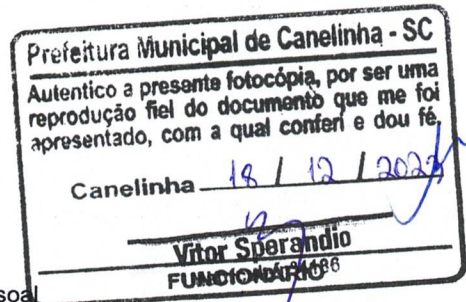 Prefeitura Municipal de Canelinha - SC
Autentico a presente fotocópia, por ser uma
reprodução fiel do documento que me foi
apresentado, com a qual conferi e dou fé.
Canelinha 18 / 12 /
Vitor Sperandio
FUNCIONÁRIO
soal